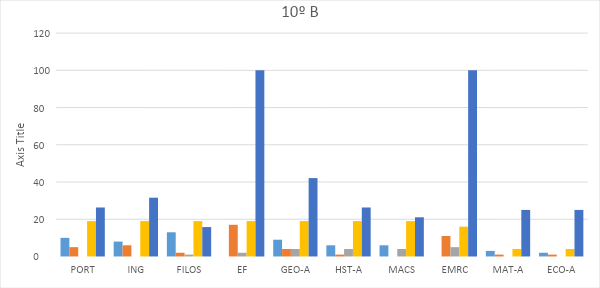 10º B
120
100
80
60
40
20
0
Axis Title
PORT ING FILOS EF GEO-A HST-A MACS EMRC MAT-A ECO-A